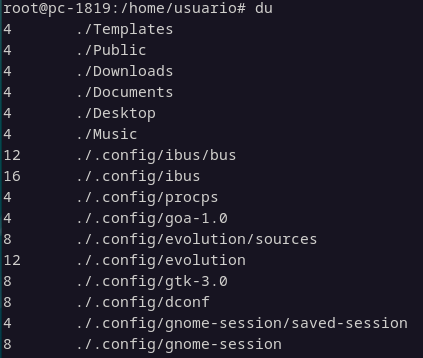 root@pc-1819:/home/usuario# du
4       ./Templates
4       ./Public
4       ./Downloads
4       ./Documents
4       ./Desktop
4       ./Music
12      ./.config/ibus/bus
16      ./.config/ibus
4       ./.config/procps
4       ./.config/goa-1.0
8       ./.config/evolution/sources
12      ./.config/evolution
8       ./.config/gtk-3.0
8       ./.config/dconf
4       ./.config/gnome-session/saved-session
8       ./.config/gnome-session